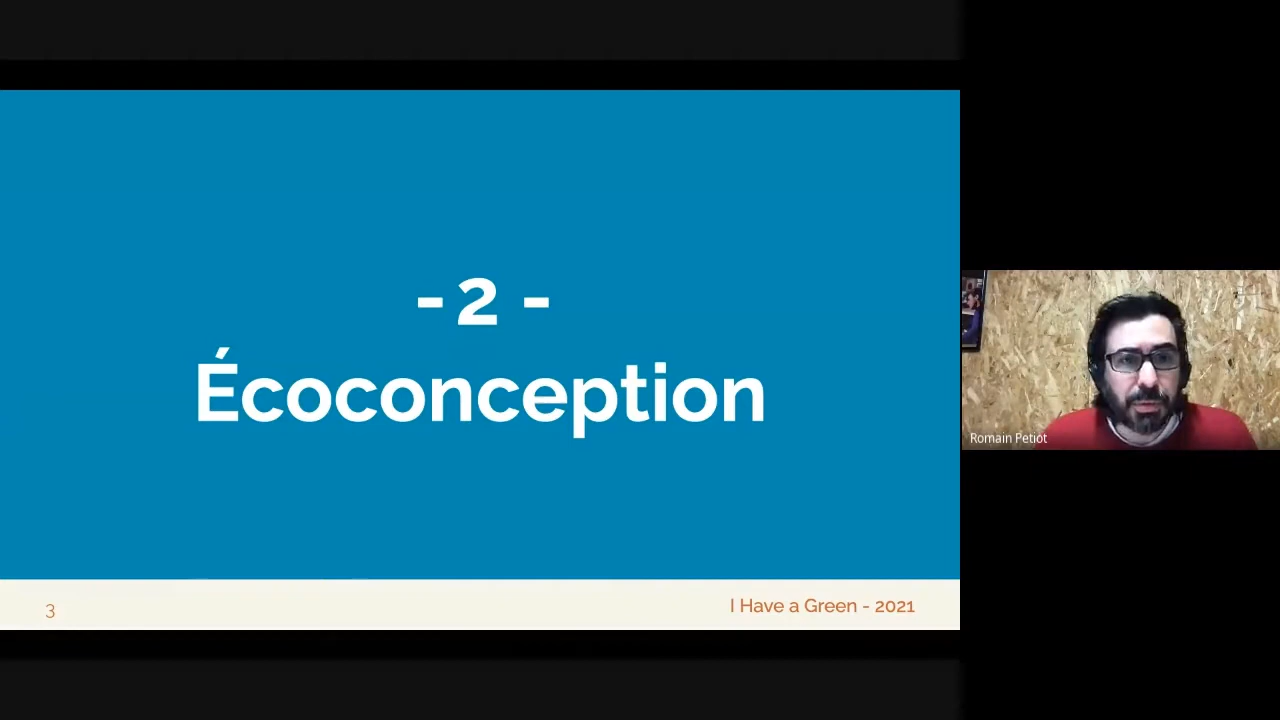 - 2 -
Écoconception
3
I Have a Green - 2021
Romain Petiot